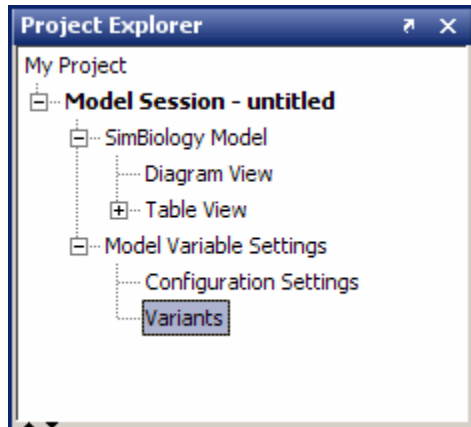 Project Explorer
My Project
Model Session - untitled
SimBiology Model
Diagram View
Table View
Model Variable Settings
Configuration Settings
Variants